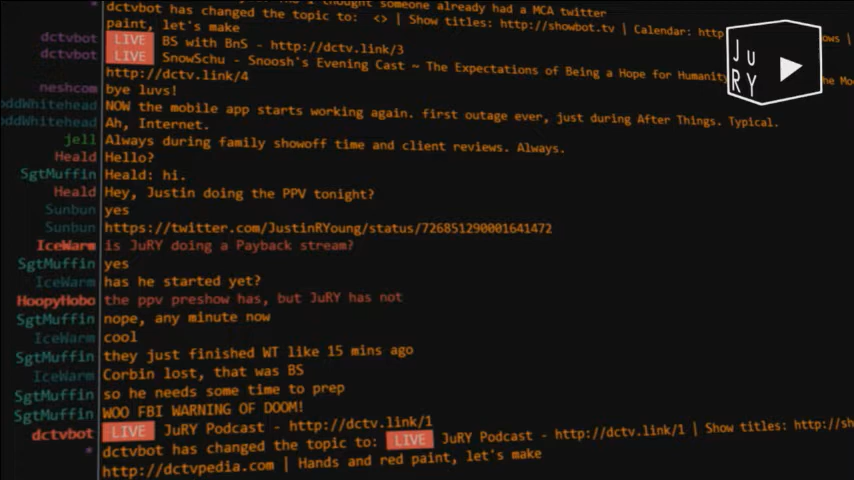 thought someone already had a MCA twitter
dctvbot has changed the topic to: <> | Show titles: http://showbot.tv | Calendar: http
paint, let's make
dctvbot LIVE BS with BnS - http://dctv.link/3
dctvbot LIVE SnowSchu - Snoosh's Evening Cast ~ The Expectations of Being a Hope for Humanity
http://dctv.link/4
neshcom bye luvs!
oddWhitehead NOW the mobile app starts working again. first outage ever, just during After Things. Typical.
oddWhitehead Ah, Internet.
jell Always during family showoff time and client reviews. Always.
Heald Hello?
SgtMuffin Heald: hi.
Heald Hey, Justin doing the PPV tonight?
Sunbun yes
Sunbun https://twitter.com/JustinRYoung/status/726851290001641472
IceWarm is JuRY doing a Payback stream?
SgtMuffin yes
IceWarm has he started yet?
HoopyHobo the ppv preshow has, but JuRY has not
SgtMuffin nope, any minute now
IceWarm cool
SgtMuffin they just finished WT like 15 mins ago
IceWarm Corbin lost, that was BS
SgtMuffin so he needs some time to prep
SgtMuffin WOO FBI WARNING OF DOOM!
dctvbot LIVE JuRY Podcast - http://dctv.link/1
* dctvbot has changed the topic to: LIVE JuRY Podcast - http://dctv.link/1 | Show titles: http://sh
http://dctvpedia.com | Hands and red paint, let's make
JuRY